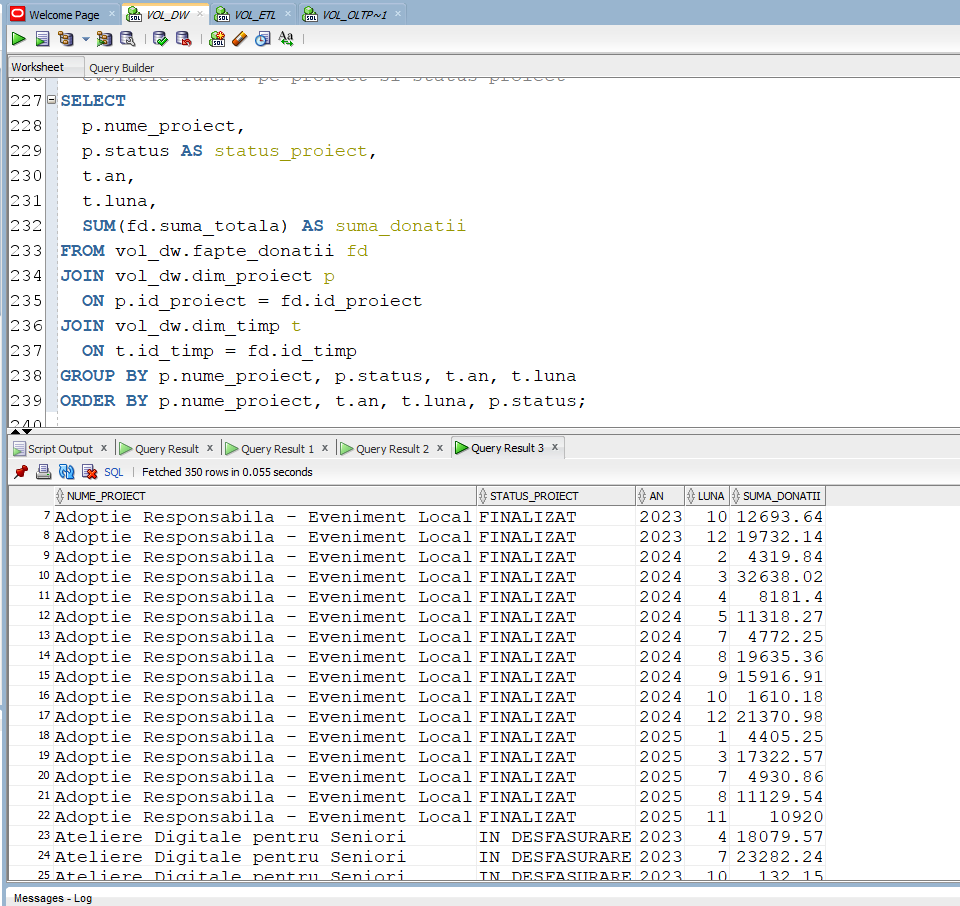 Welcome Page × VOL_DW × VOL_ETL × VOL_OLTP~1 ×
Worksheet Query Builder
226 evolutie lunara pe proiect si status proiect
227 SELECT
228 p.nume_proiect,
229 p.status AS status_proiect,
230 t.an,
231 t.luna,
232 SUM(fd.suma_totala) AS suma_donatii
233 FROM vol_dw.fapte_donatii fd
234 JOIN vol_dw.dim_proiect p
235 ON p.id_proiect = fd.id_proiect
236 JOIN vol_dw.dim_timp t
237 ON t.id_timp = fd.id_timp
238 GROUP BY p.nume_proiect, p.status, t.an, t.luna
239 ORDER BY p.nume_proiect, t.an, t.luna, p.status;
240
Script Output × Query Result × Query Result 1 × Query Result 2 × Query Result 3 ×
SQL | Fetched 350 rows in 0.055 seconds
NUME_PROIECT STATUS_PROIECT AN LUNA SUMA_DONATII
7 Adoptie Responsabila - Eveniment Local FINALIZAT 2023 10 12693.64
8 Adoptie Responsabila - Eveniment Local FINALIZAT 2023 12 19732.14
9 Adoptie Responsabila - Eveniment Local FINALIZAT 2024 2 4319.84
10 Adoptie Responsabila - Eveniment Local FINALIZAT 2024 3 32638.02
11 Adoptie Responsabila - Eveniment Local FINALIZAT 2024 4 8181.4
12 Adoptie Responsabila - Eveniment Local FINALIZAT 2024 5 11318.27
13 Adoptie Responsabila - Eveniment Local FINALIZAT 2024 7 4772.25
14 Adoptie Responsabila - Eveniment Local FINALIZAT 2024 8 19635.36
15 Adoptie Responsabila - Eveniment Local FINALIZAT 2024 9 15916.91
16 Adoptie Responsabila - Eveniment Local FINALIZAT 2024 10 1610.18
17 Adoptie Responsabila - Eveniment Local FINALIZAT 2024 12 21370.98
18 Adoptie Responsabila - Eveniment Local FINALIZAT 2025 1 4405.25
19 Adoptie Responsabila - Eveniment Local FINALIZAT 2025 3 17322.57
20 Adoptie Responsabila - Eveniment Local FINALIZAT 2025 7 4930.86
21 Adoptie Responsabila - Eveniment Local FINALIZAT 2025 8 11129.54
22 Adoptie Responsabila - Eveniment Local FINALIZAT 2025 11 10920
23 Ateliere Digitale pentru Seniori IN DESFASURARE 2023 4 18079.57
24 Ateliere Digitale pentru Seniori IN DESFASURARE 2023 7 23282.24
25 Ateliere Digitale pentru Seniori IN DESFASURARE 2023 10 132.15
Messages - Log